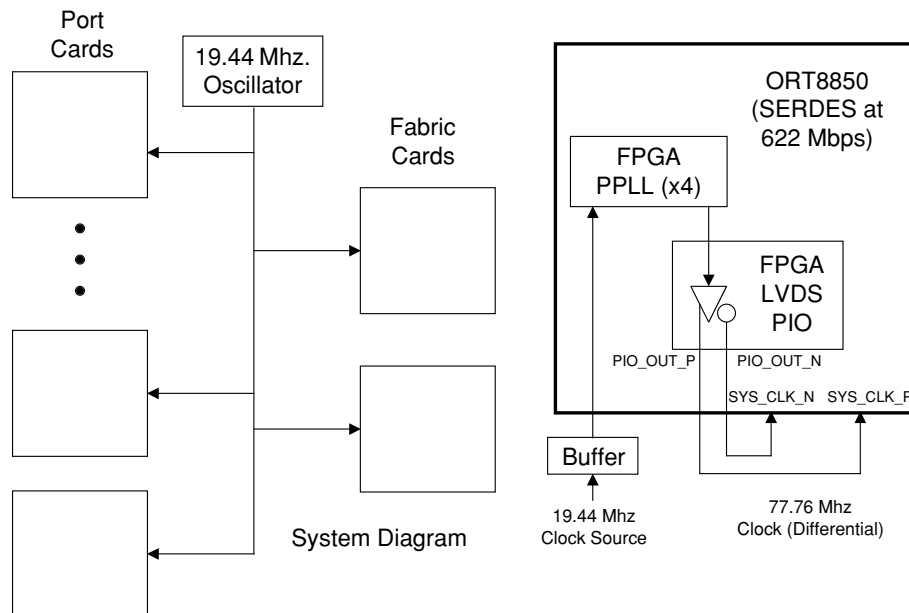 Port
Cards
19.44 Mhz.
Oscillator
Fabric
Cards
System Diagram
ORT8850
(SERDES at
622 Mbps)
FPGA
PPLL (x4)
FPGA
LVDS
PIO
PIO_OUT_P PIO_OUT_N
SYS_CLK_N SYS_CLK_P
Buffer
19.44 Mhz
Clock Source
77.76 Mhz
Clock (Differential)